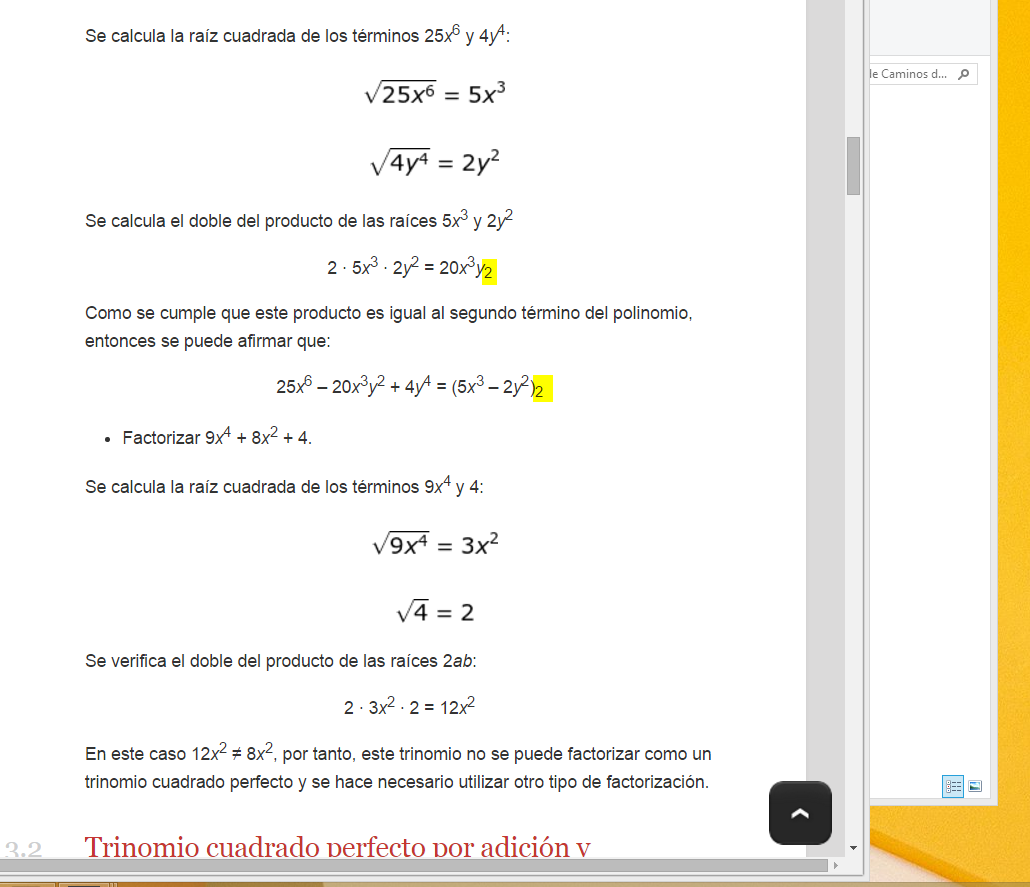 Se calcula la raíz cuadrada de los términos 25x⁶ y 4y⁴:
√25x⁶ = 5x³
√4y⁴ = 2y²
Se calcula el doble del producto de las raíces 5x³ y 2y²
2 · 5x³ · 2y² = 20x³y₂
Como se cumple que este producto es igual al segundo término del polinomio,
entonces se puede afirmar que:
25x⁶ – 20x³y² + 4y⁴ = (5x³ – 2y²)₂
• Factorizar 9x⁴ + 8x² + 4.
Se calcula la raíz cuadrada de los términos 9x⁴ y 4:
√9x⁴ = 3x²
√4 = 2
Se verifica el doble del producto de las raíces 2ab:
2 · 3x² · 2 = 12x²
En este caso 12x² ≠ 8x², por tanto, este trinomio no se puede factorizar como un
trinomio cuadrado perfecto y se hace necesario utilizar otro tipo de factorización.
3.2 Trinomio cuadrado perfecto por adición y
le Caminos d...